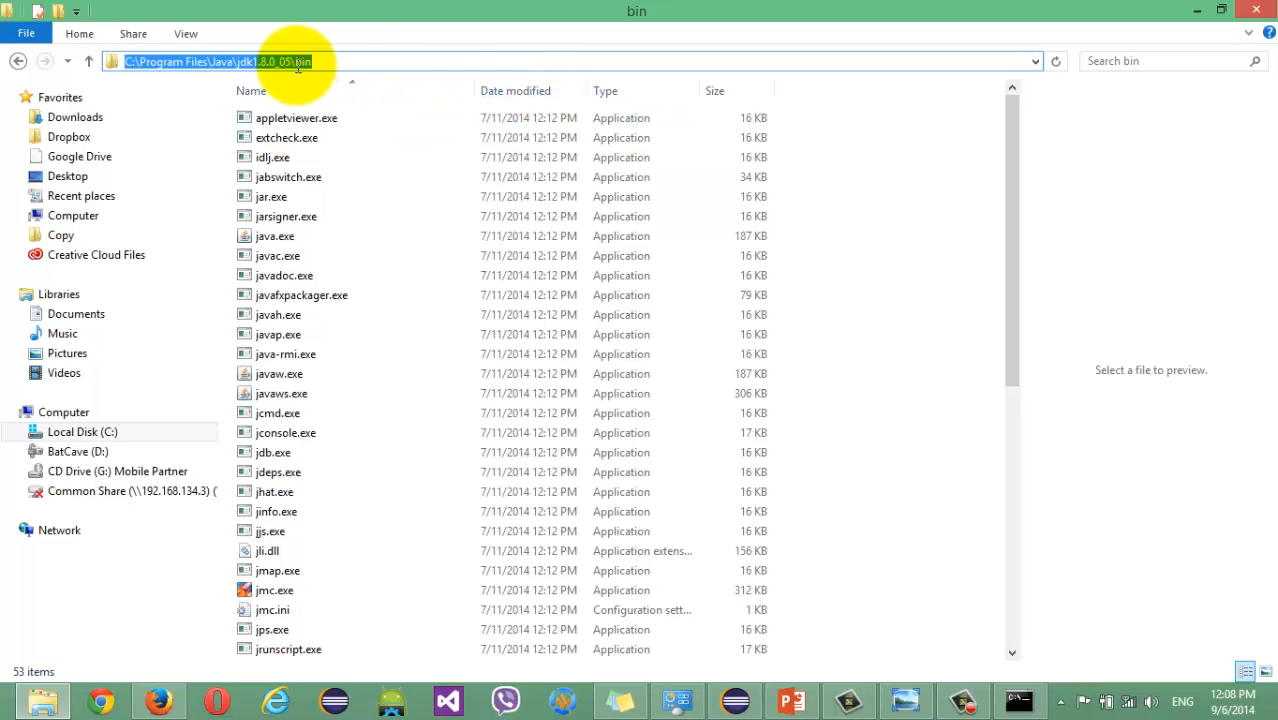 bin
File Home Share View
C:\Program Files\Java\jdk1.8.0_05\bin Search bin
Name Date modified Type Size
Favorites
Downloads
Dropbox
Google Drive
Desktop
Recent places
Computer
Copy
Creative Cloud Files
Libraries
Documents
Music
Pictures
Videos
Computer
Local Disk (C:)
BatCave (D:)
CD Drive (G:) Mobile Partner
Common Share (\\192.168.134.3) (
Network
appletviewer.exe 7/11/2014 12:12 PM Application 16 KB
extcheck.exe 7/11/2014 12:12 PM Application 16 KB
idlj.exe 7/11/2014 12:12 PM Application 16 KB
jabswitch.exe 7/11/2014 12:12 PM Application 34 KB
jar.exe 7/11/2014 12:12 PM Application 16 KB
jarsigner.exe 7/11/2014 12:12 PM Application 16 KB
java.exe 7/11/2014 12:12 PM Application 187 KB
javac.exe 7/11/2014 12:12 PM Application 16 KB
javadoc.exe 7/11/2014 12:12 PM Application 16 KB
javafxpackager.exe 7/11/2014 12:12 PM Application 79 KB
javah.exe 7/11/2014 12:12 PM Application 16 KB
javap.exe 7/11/2014 12:12 PM Application 16 KB
java-rmi.exe 7/11/2014 12:12 PM Application 16 KB
javaw.exe 7/11/2014 12:12 PM Application 187 KB
javaws.exe 7/11/2014 12:12 PM Application 306 KB
jcmd.exe 7/11/2014 12:12 PM Application 16 KB
jconsole.exe 7/11/2014 12:12 PM Application 17 KB
jdb.exe 7/11/2014 12:12 PM Application 16 KB
jdeps.exe 7/11/2014 12:12 PM Application 16 KB
jhat.exe 7/11/2014 12:12 PM Application 16 KB
jinfo.exe 7/11/2014 12:12 PM Application 16 KB
jjs.exe 7/11/2014 12:12 PM Application 16 KB
jli.dll 7/11/2014 12:12 PM Application extens... 156 KB
jmap.exe 7/11/2014 12:12 PM Application 16 KB
jmc.exe 7/11/2014 12:12 PM Application 312 KB
jmc.ini 7/11/2014 12:12 PM Configuration sett... 1 KB
jps.exe 7/11/2014 12:12 PM Application 16 KB
jrunscript.exe 7/11/2014 12:12 PM Application 17 KB
Select a file to preview.
53 items
ENG
12:08 PM
9/6/2014